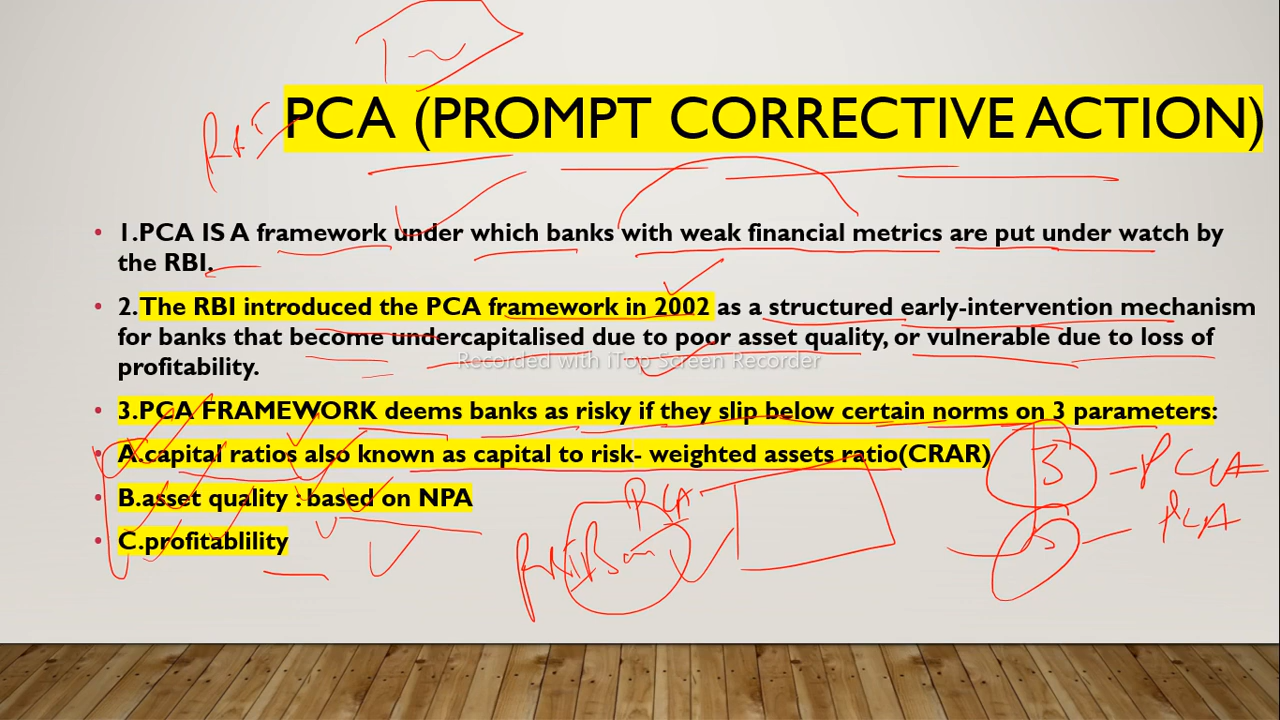 PCA (PROMPT CORRECTIVE ACTION)
• 1.PCA IS A framework under which banks with weak financial metrics are put under watch by
the RBI.
• 2.The RBI introduced the PCA framework in 2002 as a structured early-intervention mechanism
for banks that become undercapitalised due to poor asset quality, or vulnerable due to loss of
profitability.
Recorded with iTop Screen Recorder
• 3.PCA FRAMEWORK deems banks as risky if they slip below certain norms on 3 parameters:
• A.capital ratios also known as capital to risk- weighted assets ratio(CRAR)
3 - PCA
• B.asset quality : based on NPA
PCA
• C.profitablility